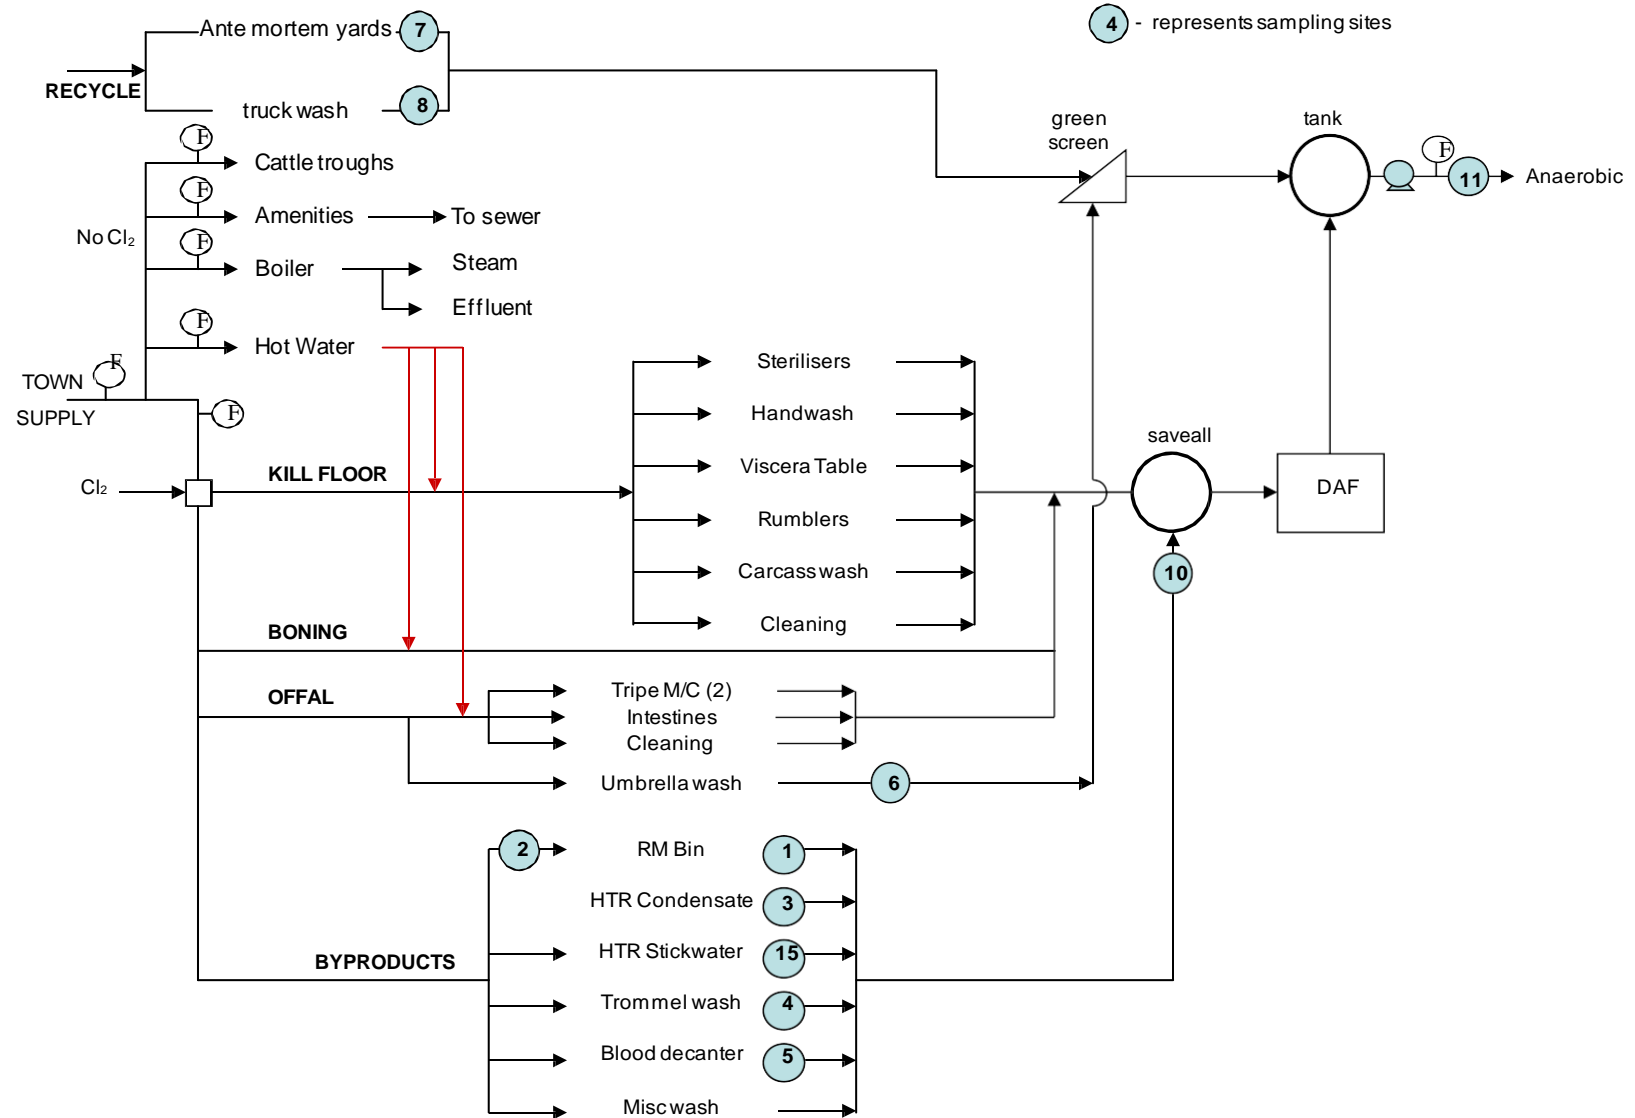 Ante mortem yards 7
4 - represents sampling sites
RECYCLE
truck wash 8
green
screen
tank
F
F
Cattle troughs
11 Anaerobic
F
Amenities To sewer
No Cl₂
F
Boiler Steam
Effluent
F
Hot Water
F
TOWN
SUPPLY
F
Sterilisers
Handwash
saveall
Viscera Table
KILL FLOOR
Cl₂
DAF
Rumblers
Carcass wash
10
Cleaning
BONING
OFFAL
Tripe M/C (2)
Intestines
Cleaning
Umbrella wash 6
2 RM Bin 1
HTR Condensate 3
HTR Stickwater 15
BYPRODUCTS
Trommel wash 4
Blood decanter 5
Misc wash